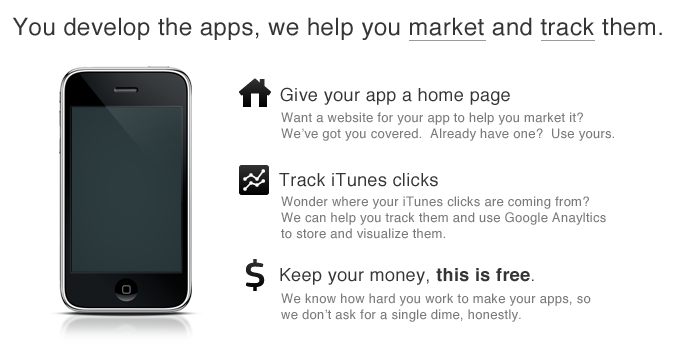 You develop the apps, we help you market and track them.
Give your app a home page
Want a website for your app to help you market it?
We've got you covered.  Already have one?  Use yours.
Track iTunes clicks
Wonder where your iTunes clicks are coming from?
We can help you track them and use Google Anayltics
to store and visualize them.
$ Keep your money, this is free.
We know how hard you work to make your apps, so
we don't ask for a single dime, honestly.